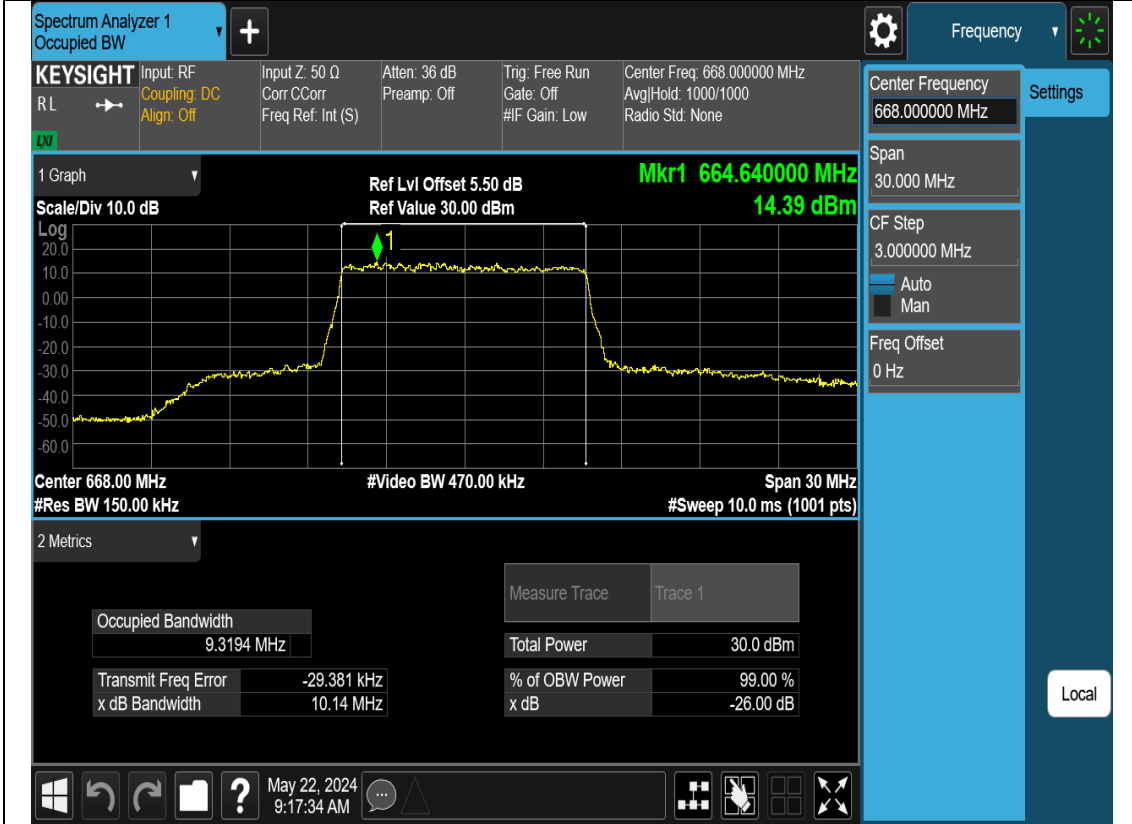 Spectrum Analyzer 1
Occupied BW
Frequency
KEYSIGHT
RL
LXI
Input: RF
Coupling: DC
Align: Off
Input Z: 50 Ω
Corr CCorr
Freq Ref: Int (S)
Atten: 36 dB
Preamp: Off
Trig: Free Run
Gate: Off
#IF Gain: Low
Center Freq: 668.000000 MHz
Avg|Hold: 1000/1000
Radio Std: None
Center Frequency
668.000000 MHz
Settings
Span
30.000 MHz
CF Step
3.000000 MHz
Auto
Man
Freq Offset
0 Hz
Local
1 Graph
Scale/Div 10.0 dB
Ref Lvl Offset 5.50 dB
Ref Value 30.00 dBm
Mkr1 664.640000 MHz
14.39 dBm
Log
20.0
10.0
0.00
-10.0
-20.0
-30.0
-40.0
-50.0
-60.0
1
Center 668.00 MHz
#Video BW 470.00 kHz
Span 30 MHz
#Res BW 150.00 kHz
#Sweep 10.0 ms (1001 pts)
2 Metrics
Measure Trace
Trace 1
Occupied Bandwidth
9.3194 MHz
Total Power
30.0 dBm
Transmit Freq Error
-29.381 kHz
% of OBW Power
99.00 %
x dB Bandwidth
10.14 MHz
x dB
-26.00 dB
?
May 22, 2024
9:17:34 AM